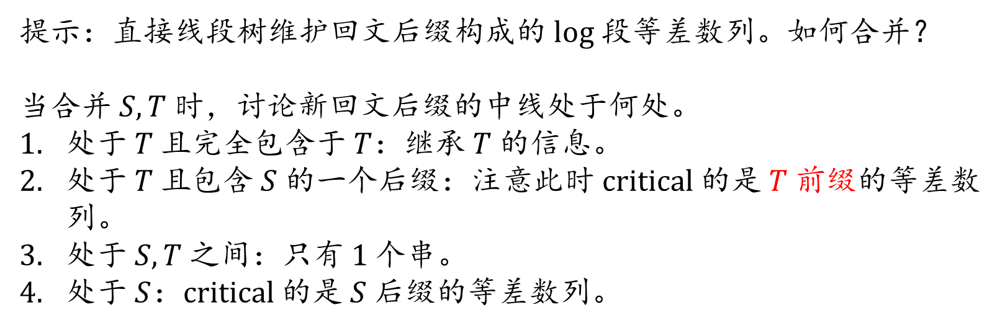 提示：直接线段树维护回文后缀构成的 log 段等差数列。如何合并？
当合并 S,T 时，讨论新回文后缀的中线处于何处。
1. 处于 T 且完全包含于 T：继承 T 的信息。
2. 处于 T 且包含 S 的一个后缀：注意此时 critical 的是 T 前缀的等差数
列。
3. 处于 S,T 之间：只有 1 个串。
4. 处于 S：critical 的是 S 后缀的等差数列。